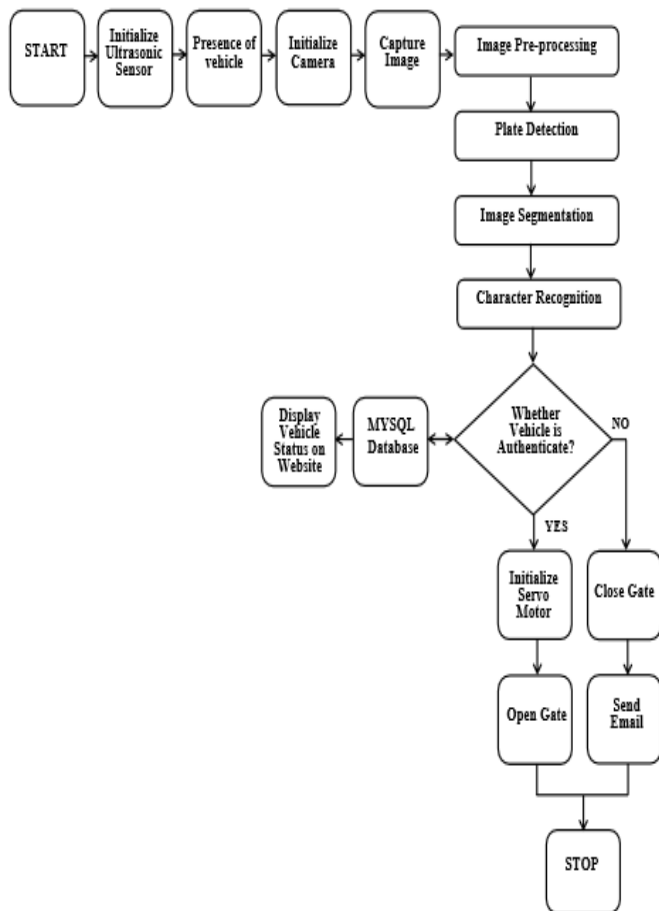 START
Initialize
Ultrasonic
Sensor
Presence of
vehicle
Initialize
Camera
Capture
Image
Image Pre-processing
Plate Detection
Image Segmentation
Character Recognition
Whether
Vehicle is
Authenticate?
NO
YES
MYSQL
Database
Display
Vehicle
Status on
Website
Initialize
Servo
Motor
Close Gate
Open Gate
Send
Email
STOP